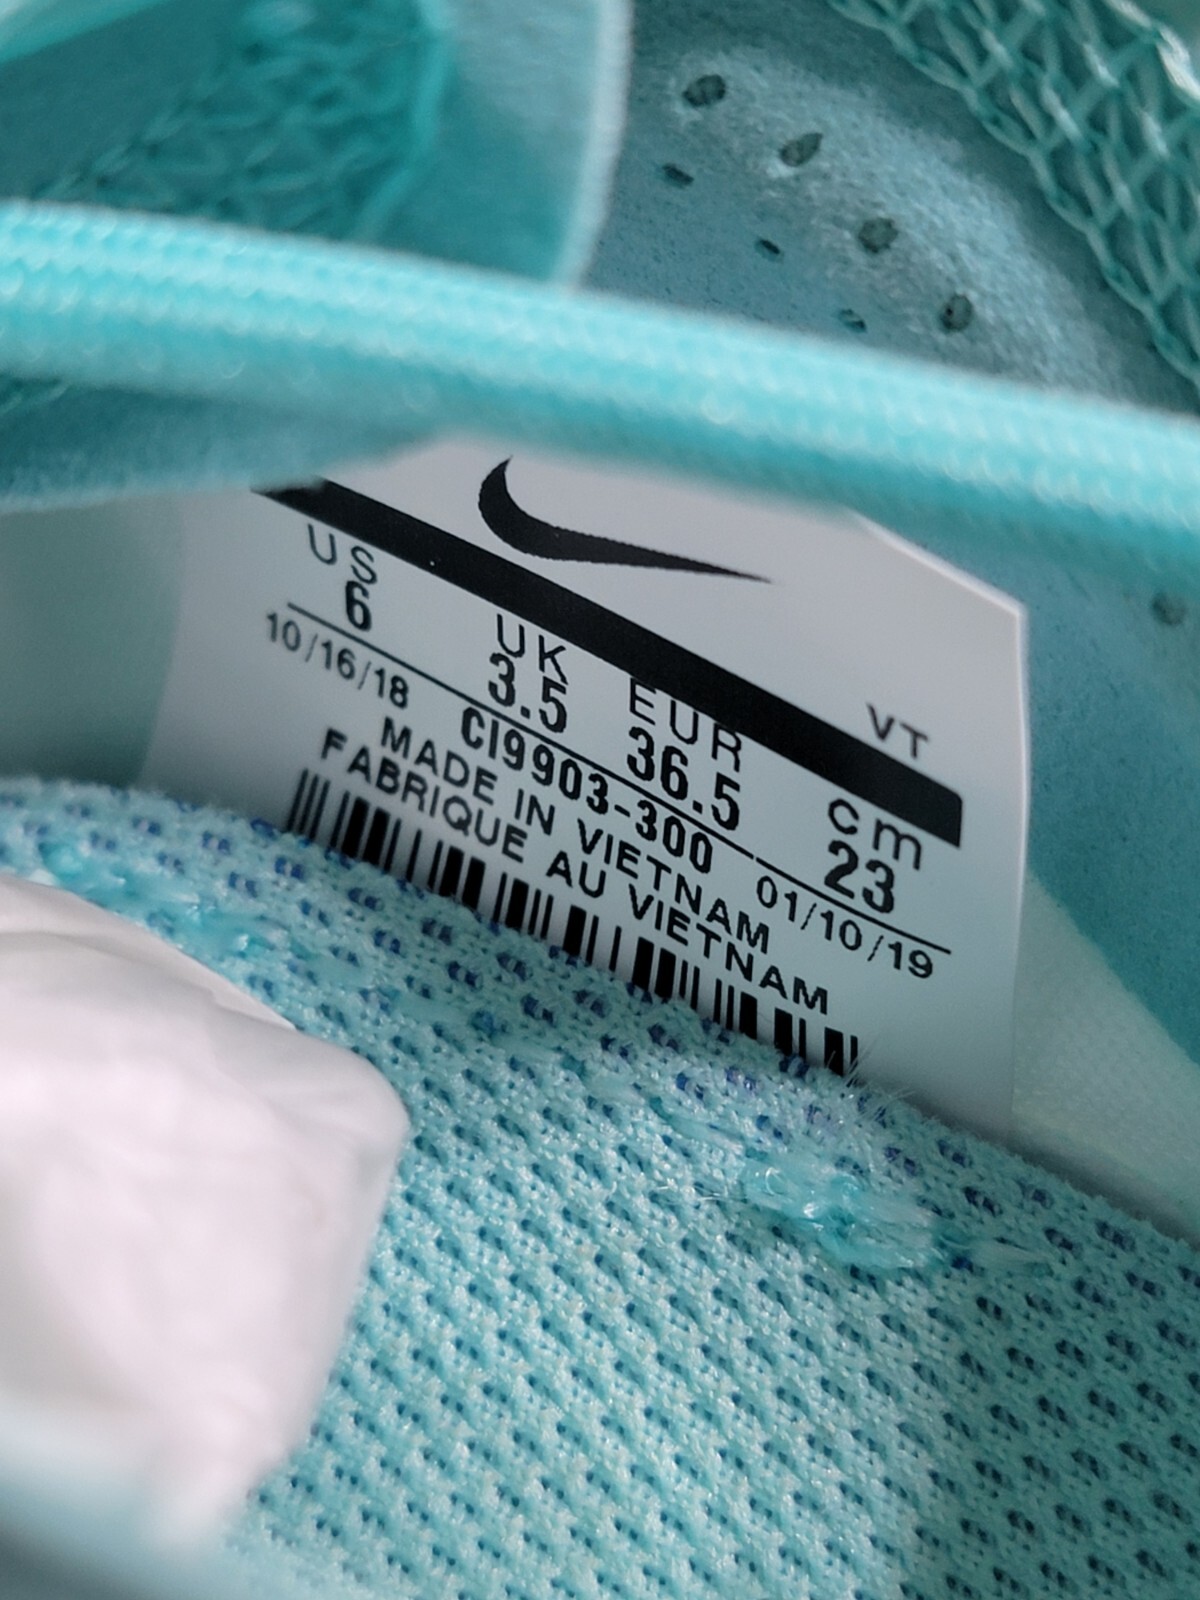 VT
US UK EUR cm
6 3.5 36.5 23
10/16/18 CI9903-300 01/10/19
MADE IN VIETNAM
FABRIQUE AU VIETNAM